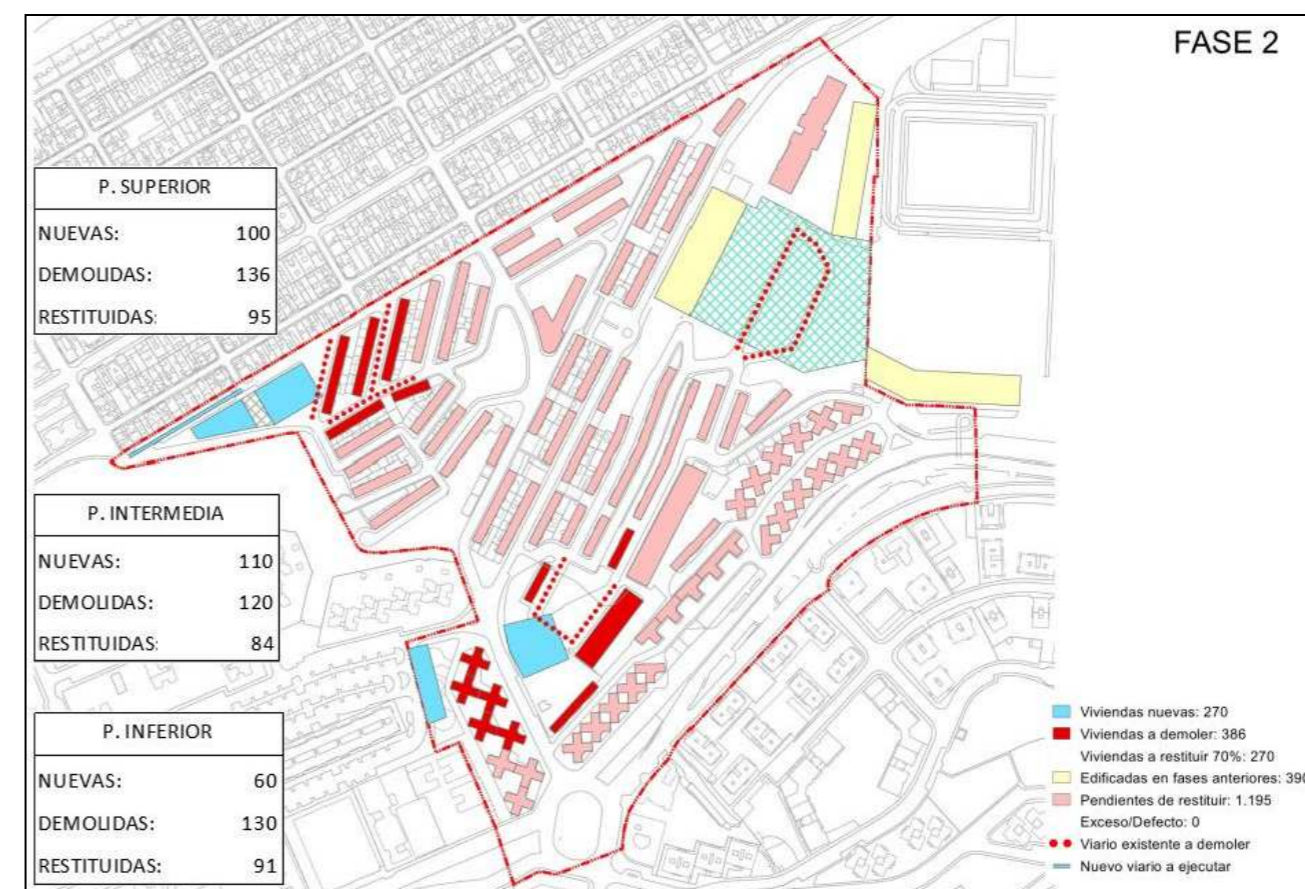 FASE 2
P. SUPERIOR
NUEVAS: 100
DEMOLIDAS: 136
RESTITUIDAS: 95
P. INTERMEDIA
NUEVAS: 110
DEMOLIDAS: 120
RESTITUIDAS: 84
P. INFERIOR
NUEVAS: 60
DEMOLIDAS: 130
RESTITUIDAS: 91
Viviendas nuevas: 270
Viviendas a demoler: 386
Viviendas a restituir 70%: 270
Edificadas en fases anteriores: 390
Pendientes de restituir: 1.195
Exceso/Defecto: 0
Viario existente a demoler
Nuevo viario a ejecutar